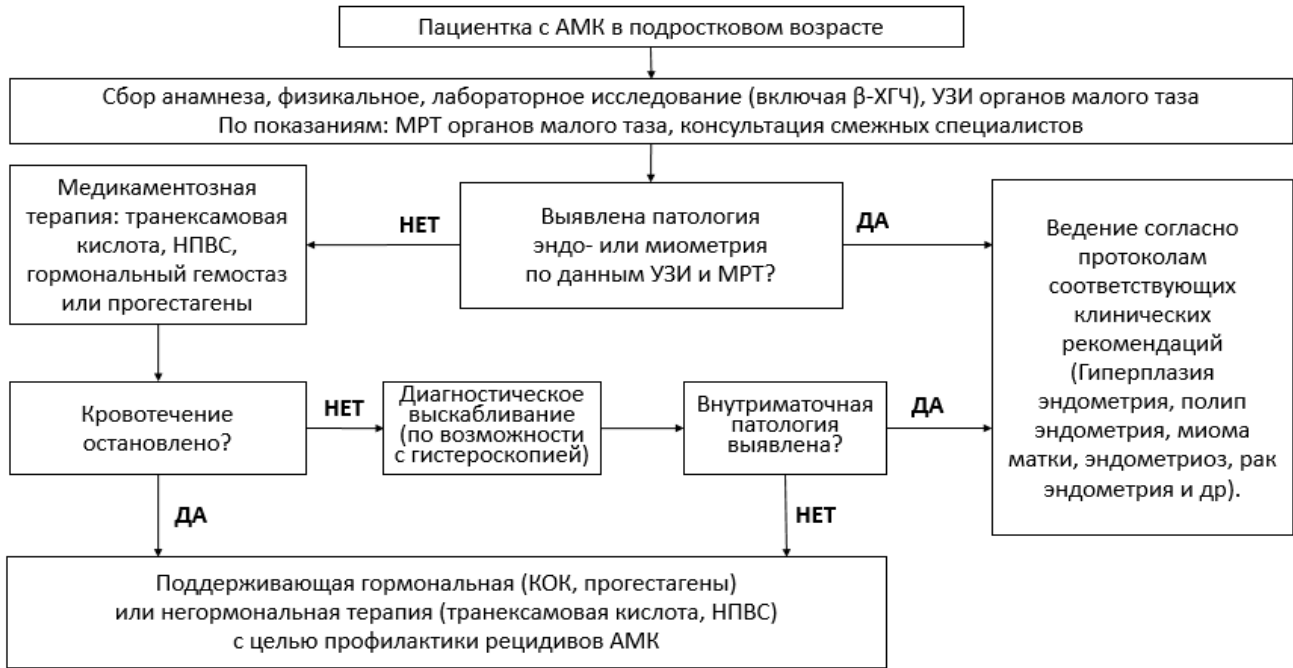 Пациентка с АМК в подростковом возрасте
Сбор анамнеза, физикальное, лабораторное исследование (включая β-ХГЧ), УЗИ органов малого таза
По показаниям: МРТ органов малого таза, консультация смежных специалистов
Медикаментозная
терапия: транексамовая
кислота, НПВС,
гормональный гемостаз
или прогестагены
НЕТ
Выявлена патология
эндо- или миометрия
по данным УЗИ и МРТ?
ДА
Ведение согласно
протоколам
соответствующих
клинических
рекомендаций
(Гиперплазия
эндометрия, полип
эндометрия, миома
матки, эндометриоз, рак
эндометрия и др).
Кровотечение
остановлено?
НЕТ
Диагностическое
выскабливание
(по возможности
с гистероскопией)
Внутриматочная
патология
выявлена?
ДА
ДА
НЕТ
Поддерживающая гормональная (КОК, прогестагены)
или негормональная терапия (транексамовая кислота, НПВС)
с целью профилактики рецидивов АМК